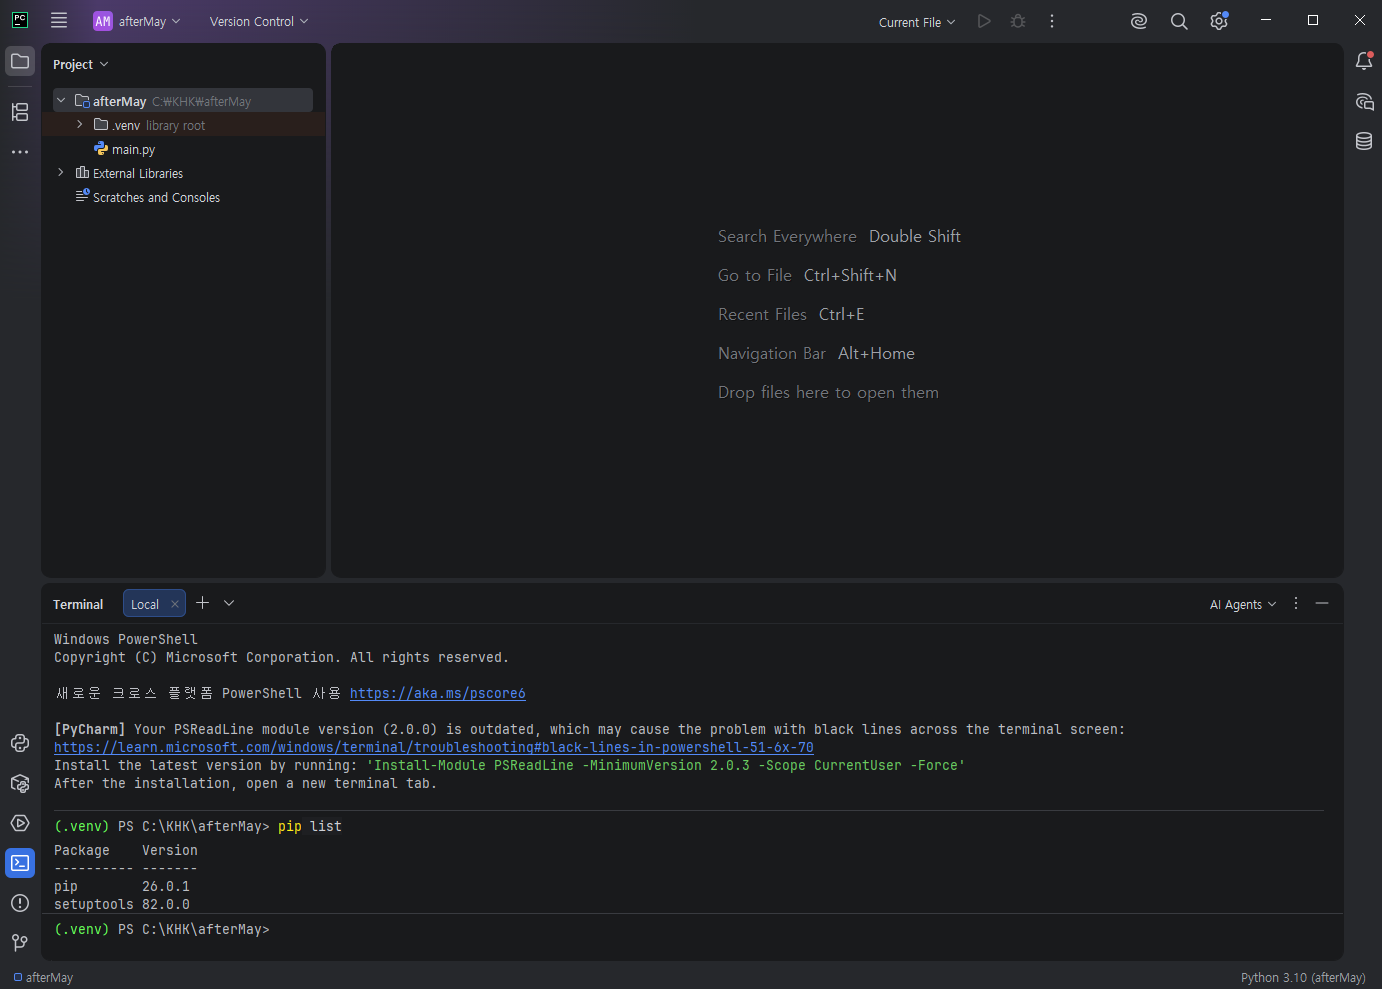 PC
AM afterMay
Version Control
Current File
Project
afterMay C:₩KHK₩afterMay
.venv library root
main.py
External Libraries
Scratches and Consoles
Search Everywhere Double Shift
Go to File Ctrl+Shift+N
Recent Files Ctrl+E
Navigation Bar Alt+Home
Drop files here to open them
Terminal
Local
AI Agents
Windows PowerShell
Copyright (C) Microsoft Corporation. All rights reserved.
새로운 크로스 플랫폼 PowerShell 사용 https://aka.ms/pscore6
[PyCharm] Your PSReadLine module version (2.0.0) is outdated, which may cause the problem with black lines across the terminal screen:
https://learn.microsoft.com/windows/terminal/troubleshooting#black-lines-in-powershell-51-6x-70
Install the latest version by running: 'Install-Module PSReadLine -MinimumVersion 2.0.3 -Scope CurrentUser -Force'
After the installation, open a new terminal tab.
(.venv) PS C:\KHK\afterMay> pip list
Package    Version
---------- -------
pip        26.0.1
setuptools 82.0.0
(.venv) PS C:\KHK\afterMay>
afterMay
Python 3.10 (afterMay)